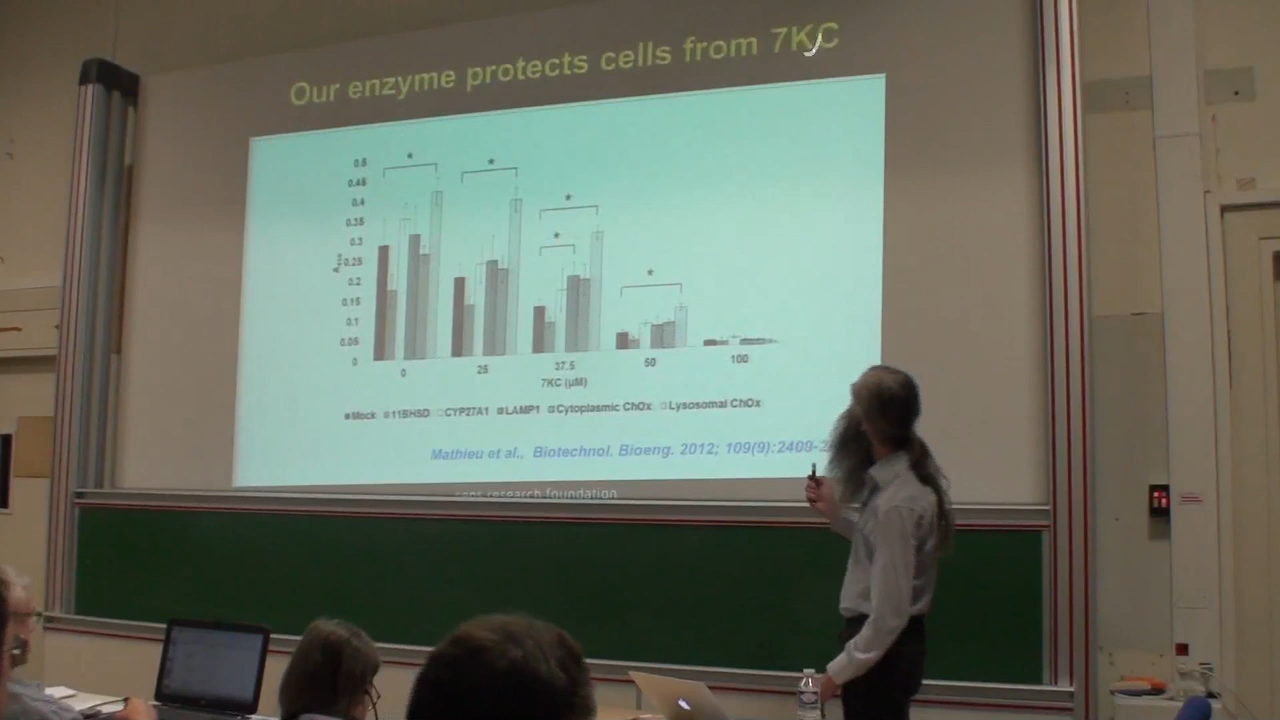 Our enzyme protects cells from 7KC
0.5
0.45
0.4
0.35
0.3
0.25
0.2
0.15
0.1
0.05
0
* * * * *
0 25 37.5 50 100
7KC (µM)
Mock 11BHSD CYP27A1 LAMP1 Cytoplasmic ChOx Lysosomal ChOx
Mathieu et al., Biotechnol. Bioeng. 2012; 109(9):2409-2
sens research foundation